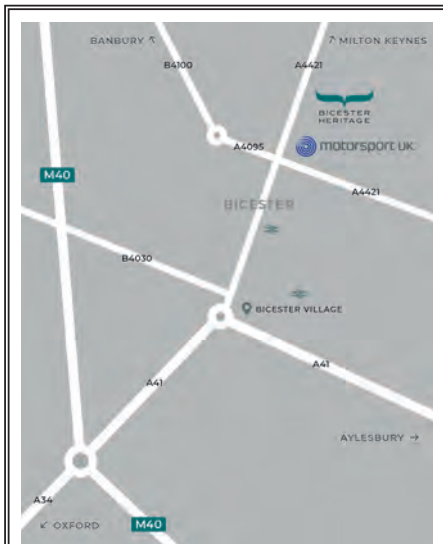 BANBURY ↖
↗ MILTON KEYNES
B4100
A4421
BICESTER
HERITAGE
A4095
motorsport uk
M40
A4421
BICESTER
B4030
BICESTER VILLAGE
A41
A41
AYLESBURY →
A34
↙ OXFORD
M40